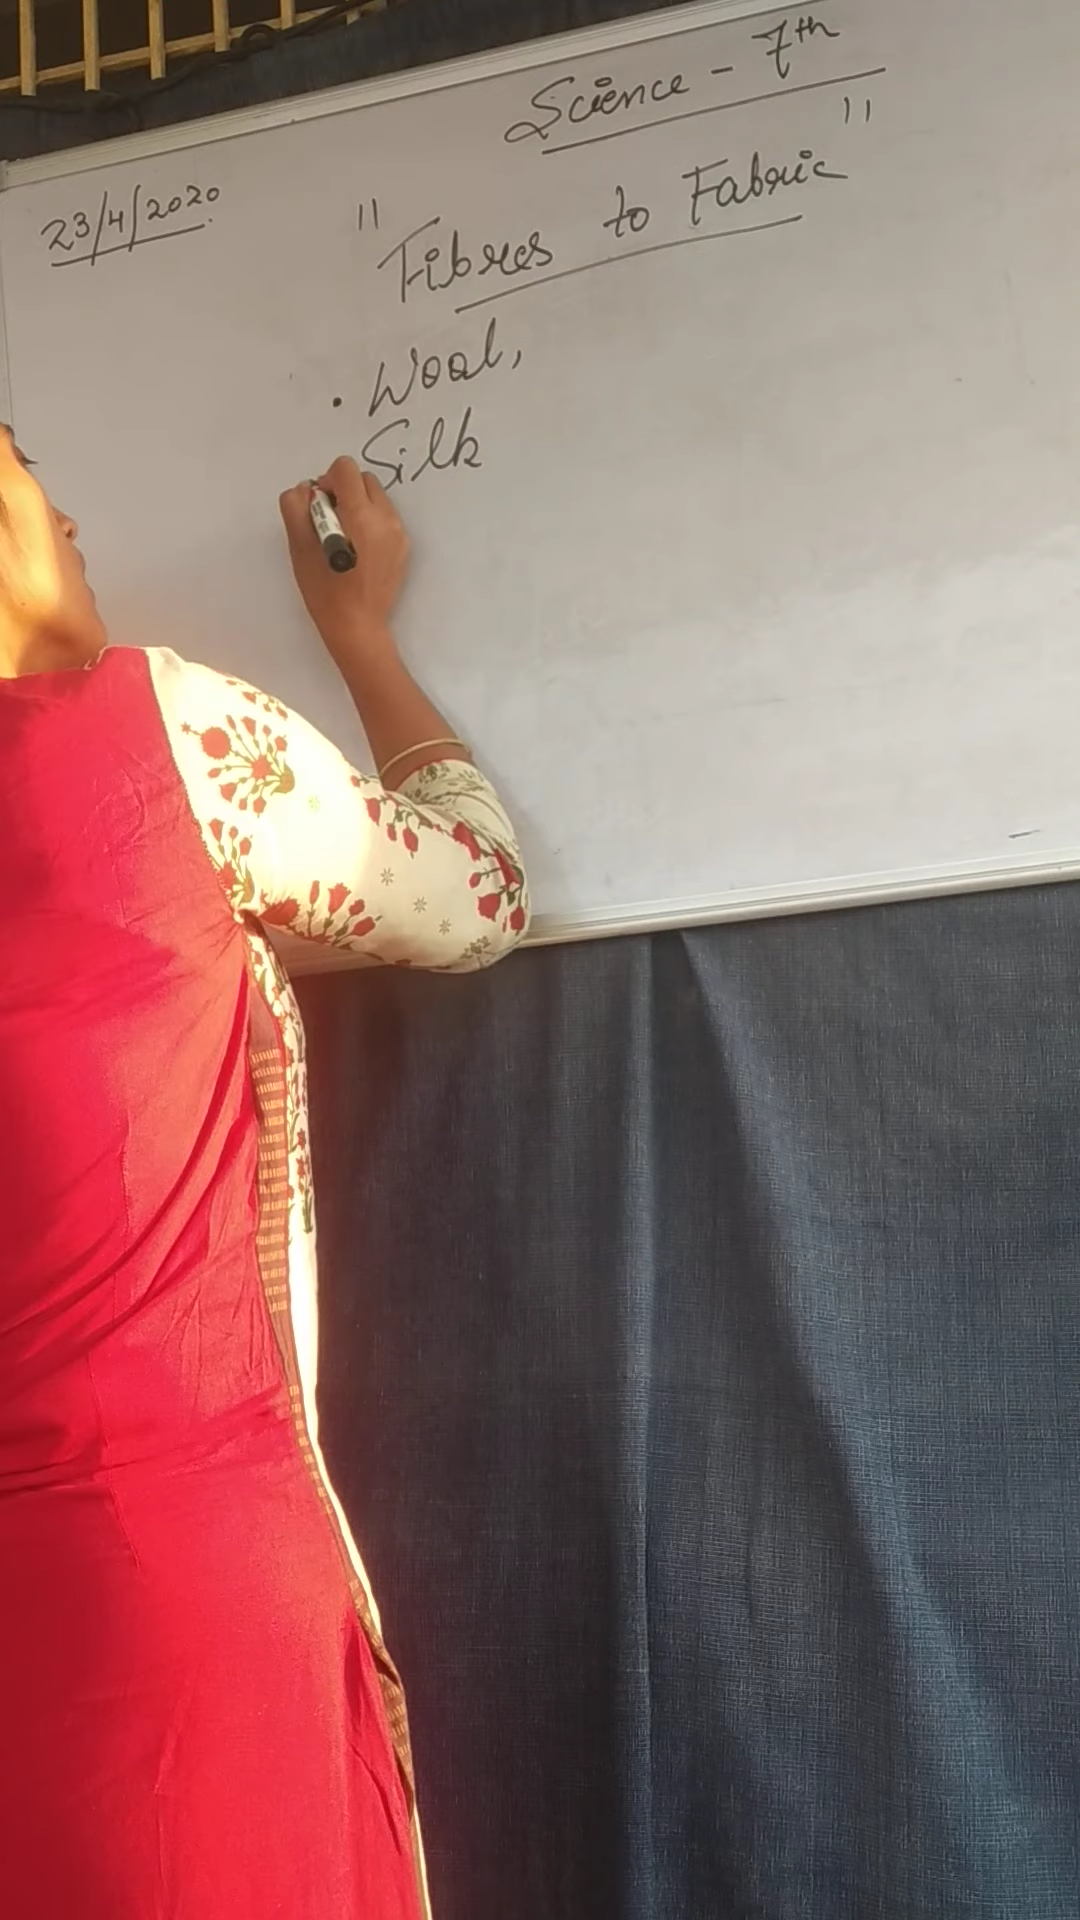 Science - 7th
23/4/2020
" Fibres to Fabric "
• Wool,
Silk